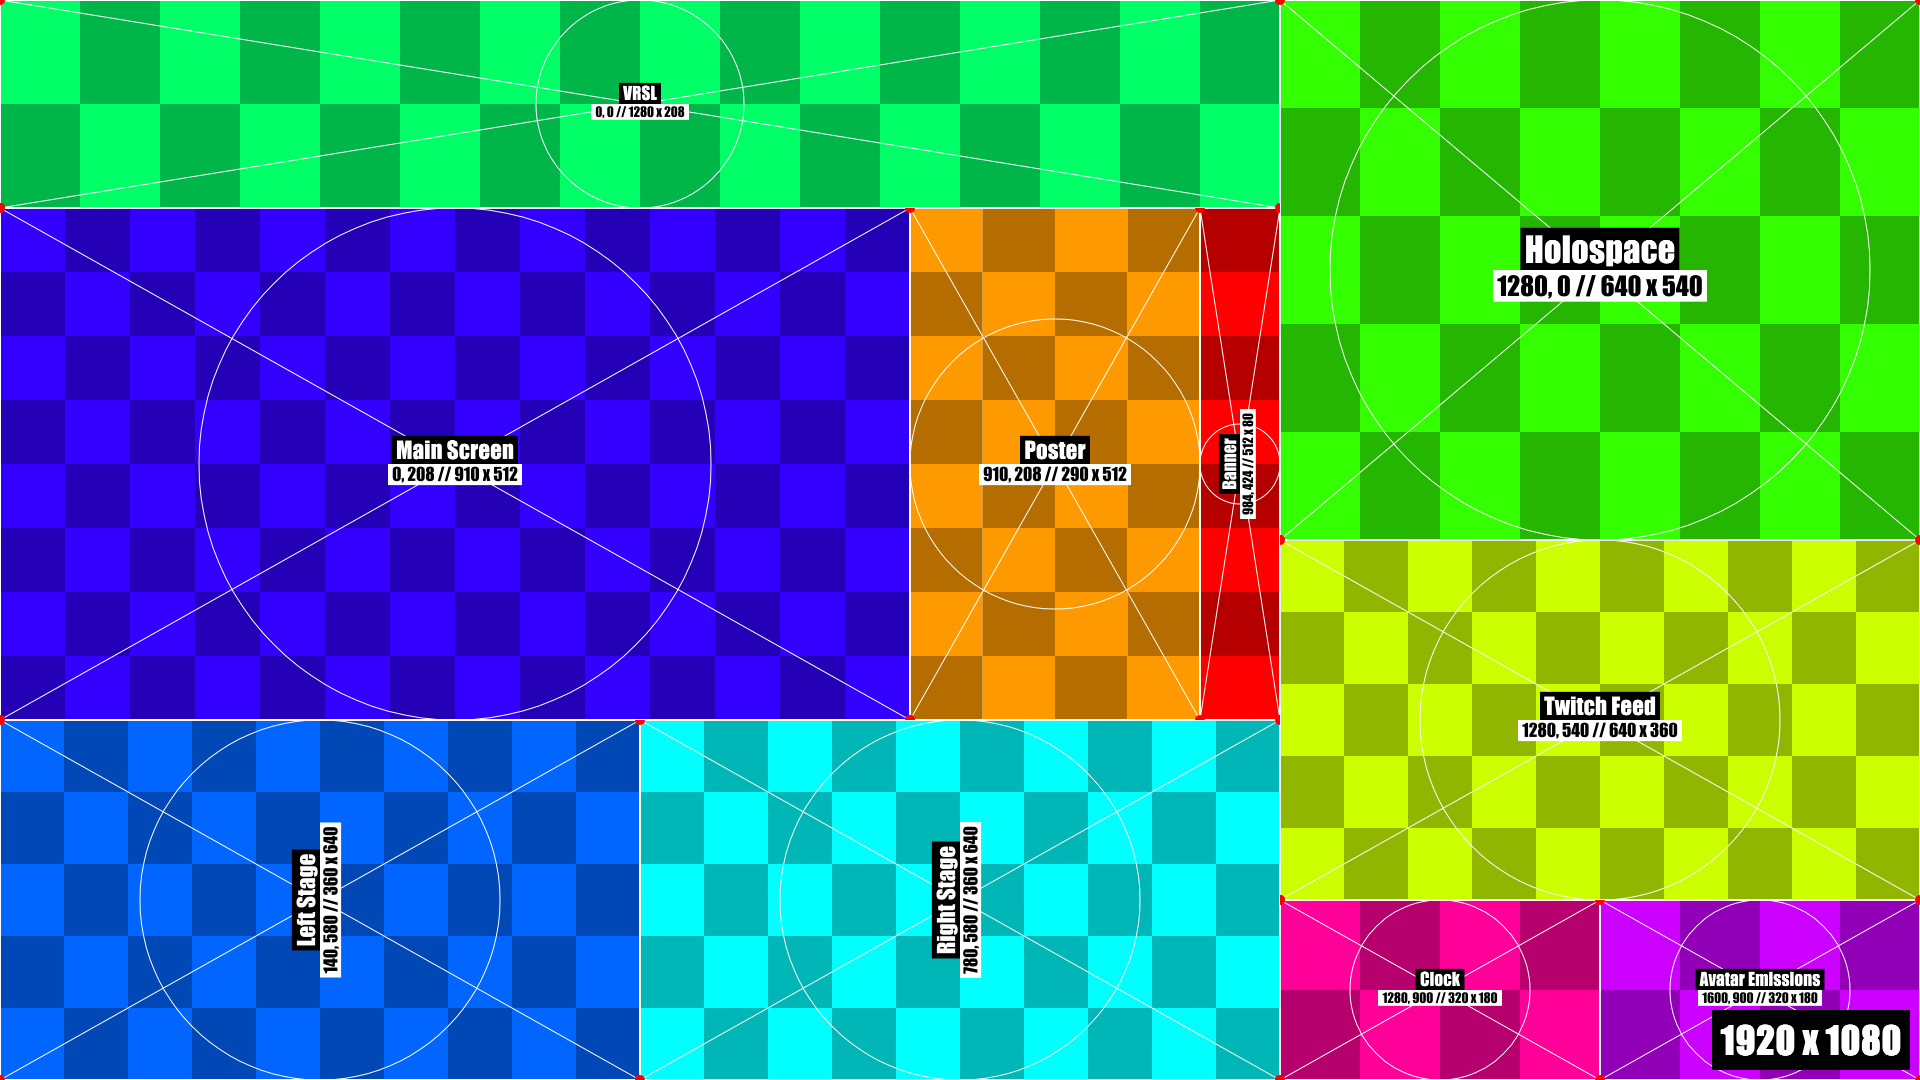 VRSL
0, 0 // 1280 x 208
Holospace
1280, 0 // 640 x 540
Main Screen
0, 208 // 910 x 512
Poster
910, 208 // 290 x 512
Banner
984, 424 // 512 x 80
Twitch Feed
1280, 540 // 640 x 360
Left Stage
140, 580 // 360 x 640
Right Stage
780, 580 // 360 x 640
Clock
1280, 900 // 320 x 180
Avatar Emissions
1600, 900 // 320 x 180
1920 x 1080